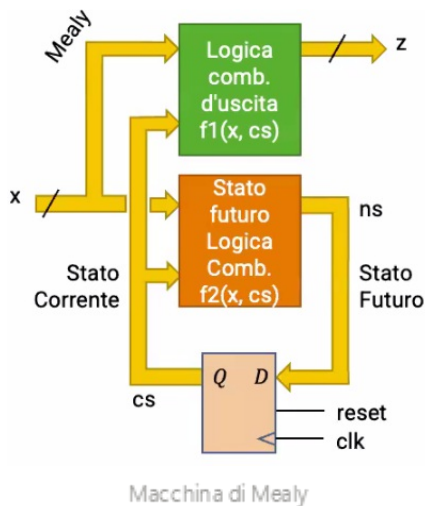 Mealy
Logica
comb.
d'uscita
f1(x, cs)
z
x
Stato
futuro
Logica
Comb.
f2(x, cs)
ns
Stato
Corrente
Stato
Futuro
Q D
cs
reset
clk
Macchina di Mealy